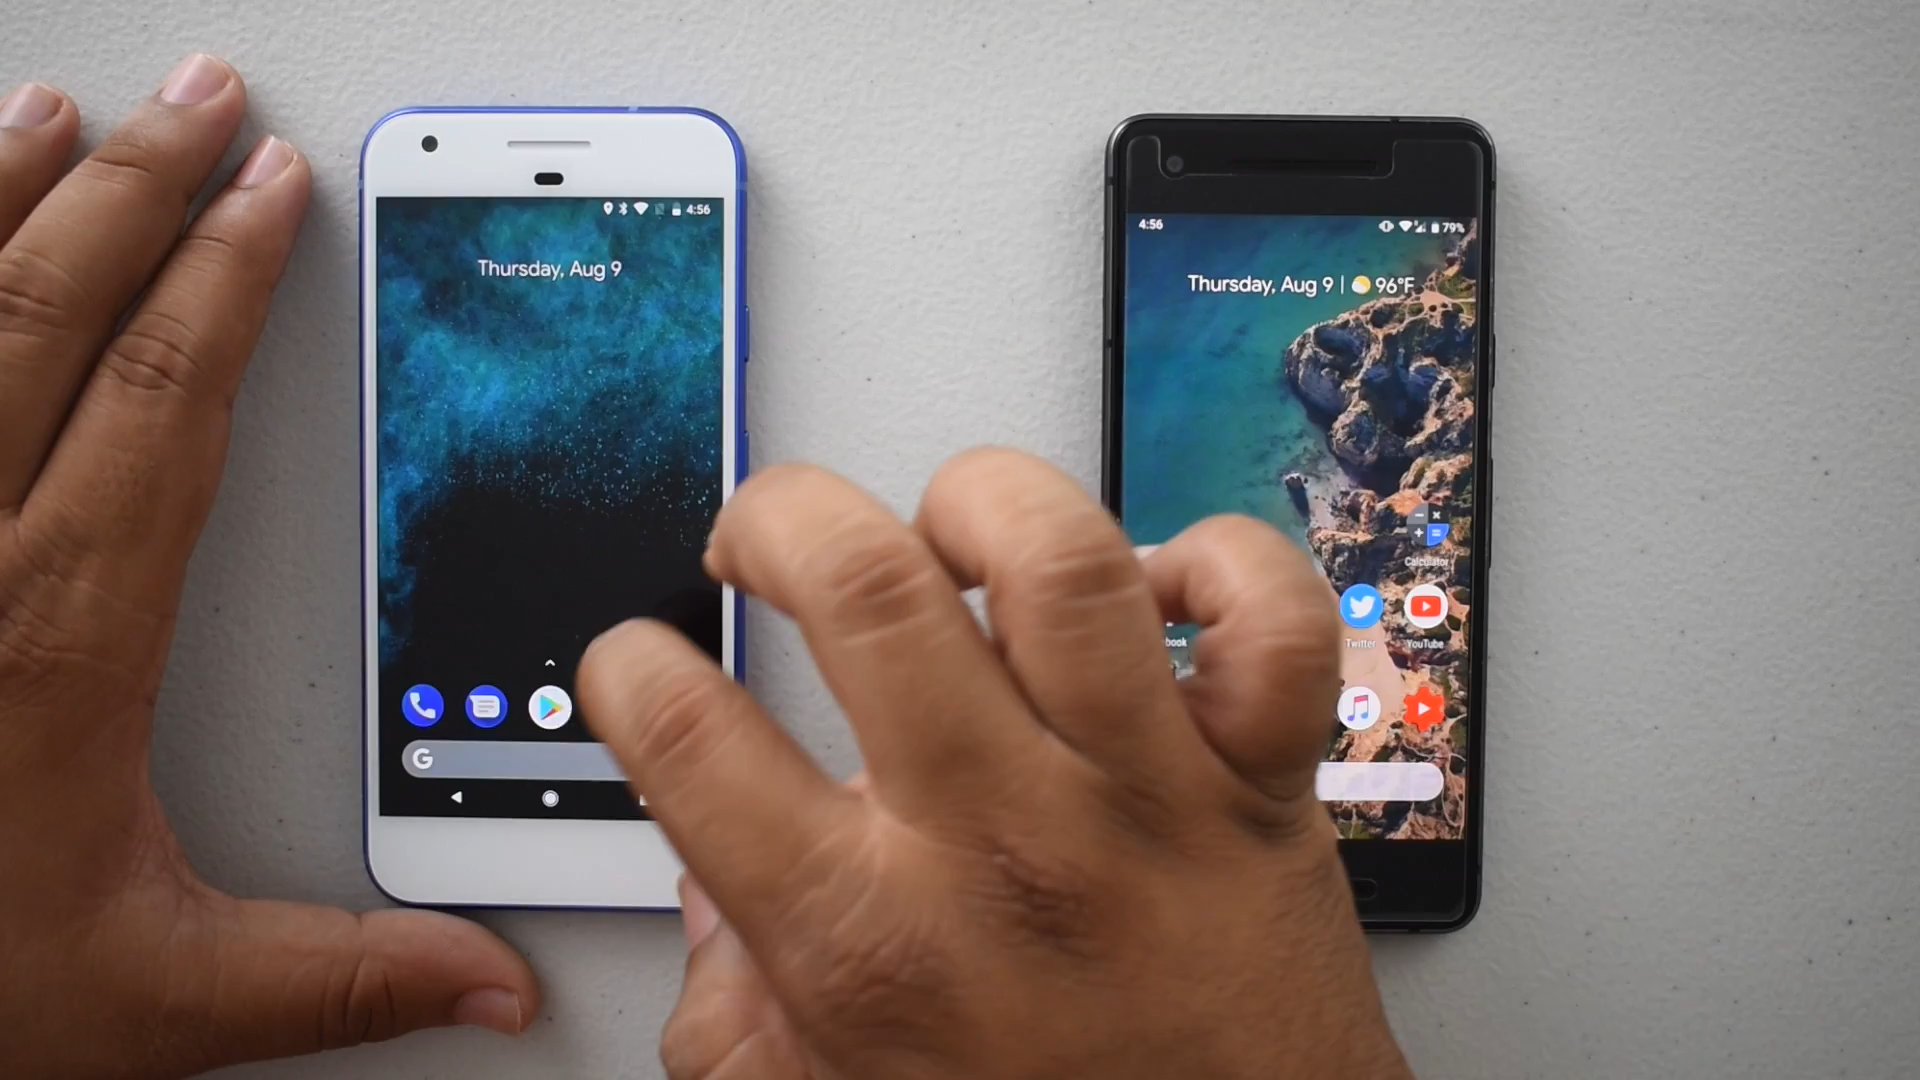 4:56
Thursday, Aug 9
G
4:56
79%
Thursday, Aug 9 | 96°F
Calculator
book
Twitter
YouTube